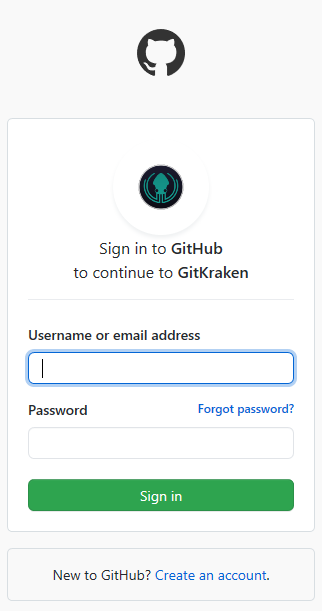 Sign in to GitHub
to continue to GitKraken
Username or email address
Password
Forgot password?
Sign in
New to GitHub? Create an account.